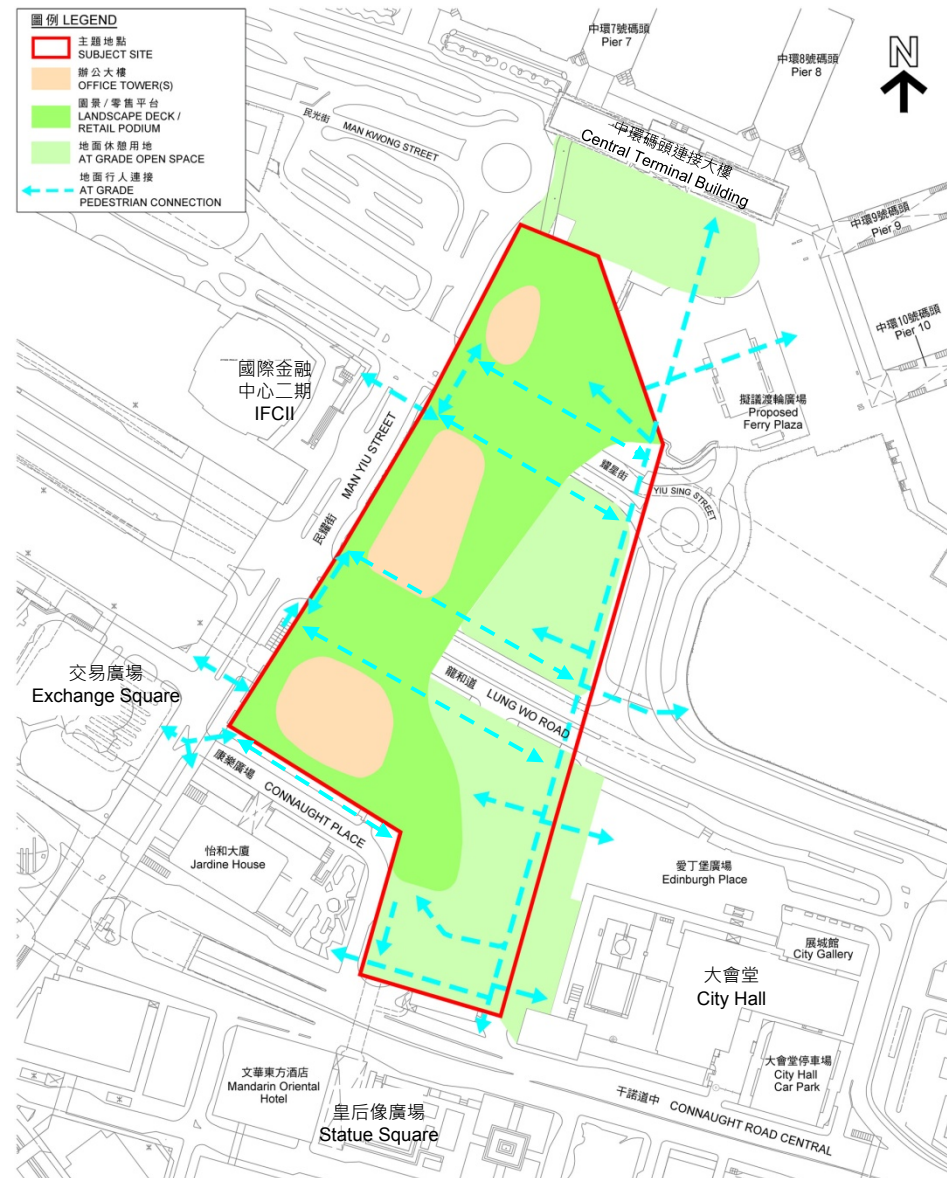 圖例 LEGEND
主題地點
SUBJECT SITE
辦公大樓
OFFICE TOWER(S)
園景/零售平台
LANDSCAPE DECK /
RETAIL PODIUM
地面休憩用地
AT GRADE OPEN SPACE
地面行人連接
AT GRADE
PEDESTRIAN CONNECTION
中環7號碼頭
Pier 7
中環8號碼頭
Pier 8
N
民光街 MAN KWONG STREET
中環碼頭連接大樓
Central Terminal Building
中環9號碼頭
Pier 9
中環10號碼頭
Pier 10
國際金融
中心二期
IFCII
擬議渡輪廣場
Proposed
Ferry Plaza
民耀街 MAN YIU STREET
耀星街 YIU SING STREET
交易廣場
Exchange Square
龍和道 LUNG WO ROAD
康樂廣場 CONNAUGHT PLACE
怡和大廈
Jardine House
愛丁堡廣場
Edinburgh Place
展城館
City Gallery
大會堂
City Hall
文華東方酒店
Mandarin Oriental
Hotel
大會堂停車場
City Hall
Car Park
皇后像廣場
Statue Square
干諾道中 CONNAUGHT ROAD CENTRAL